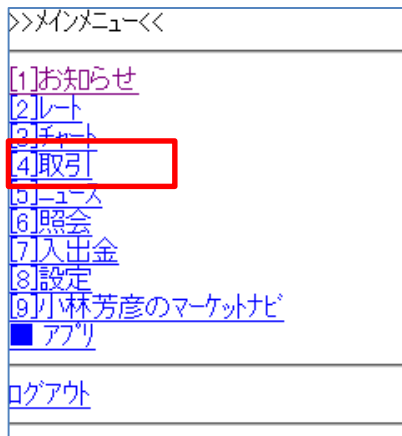 >>ﾒｲﾝﾒﾆｭｰ<<
[1]お知らせ
[2]ﾚｰﾄ
[3]ﾁｬｰﾄ
[4]取引
[5]ﾆｭｰｽ
[6]照会
[7]入出金
[8]設定
[9]小林芳彦のﾏｰｹｯﾄﾅﾋﾞ
■ ｱﾌﾟﾘ
ﾛｸﾞｱｳﾄ